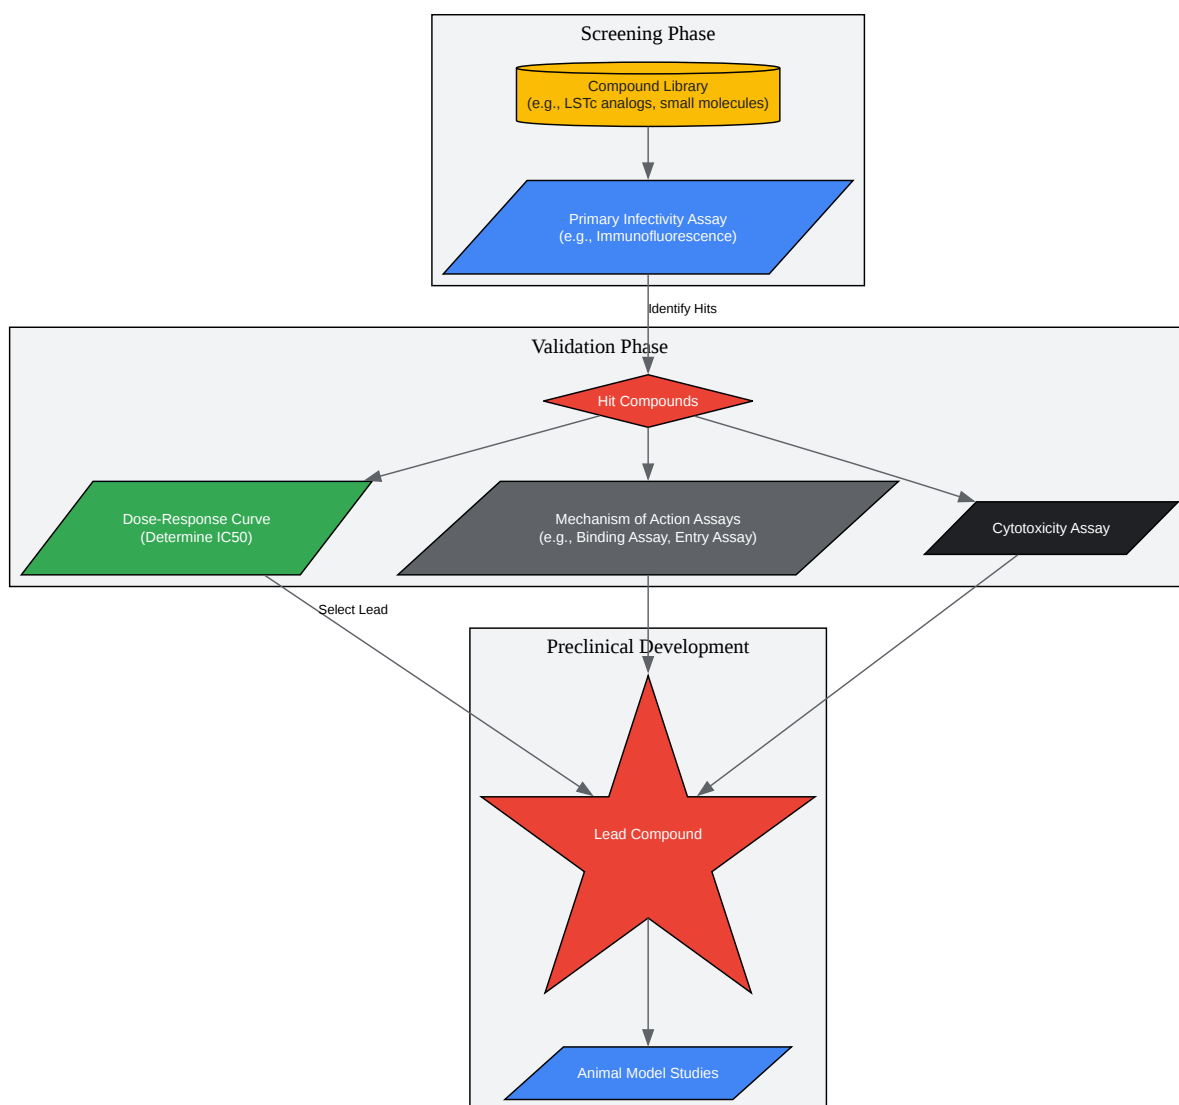 Screening Phase
Compound Library
(e.g., LSTc analogs, small molecules)
Primary Infectivity Assay
(e.g., Immunofluorescence)
Identify Hits
Validation Phase
Hit Compounds
Dose-Response Curve
(Determine IC50)
Mechanism of Action Assays
(e.g., Binding Assay, Entry Assay)
Cytotoxicity Assay
Select Lead
Preclinical Development
Lead Compound
Animal Model Studies